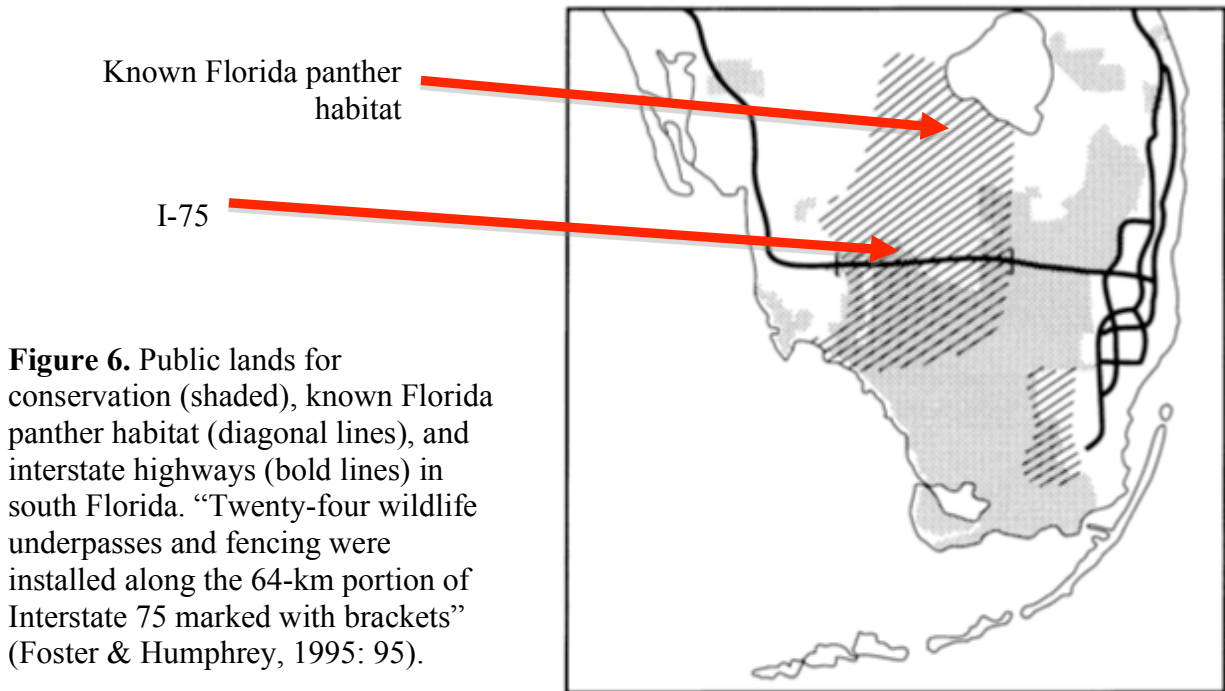 Known Florida panther
habitat
I-75
Figure 6. Public lands for
conservation (shaded), known Florida
panther habitat (diagonal lines), and
interstate highways (bold lines) in
south Florida. “Twenty-four wildlife
underpasses and fencing were
installed along the 64-km portion of
Interstate 75 marked with brackets”
(Foster & Humphrey, 1995: 95).